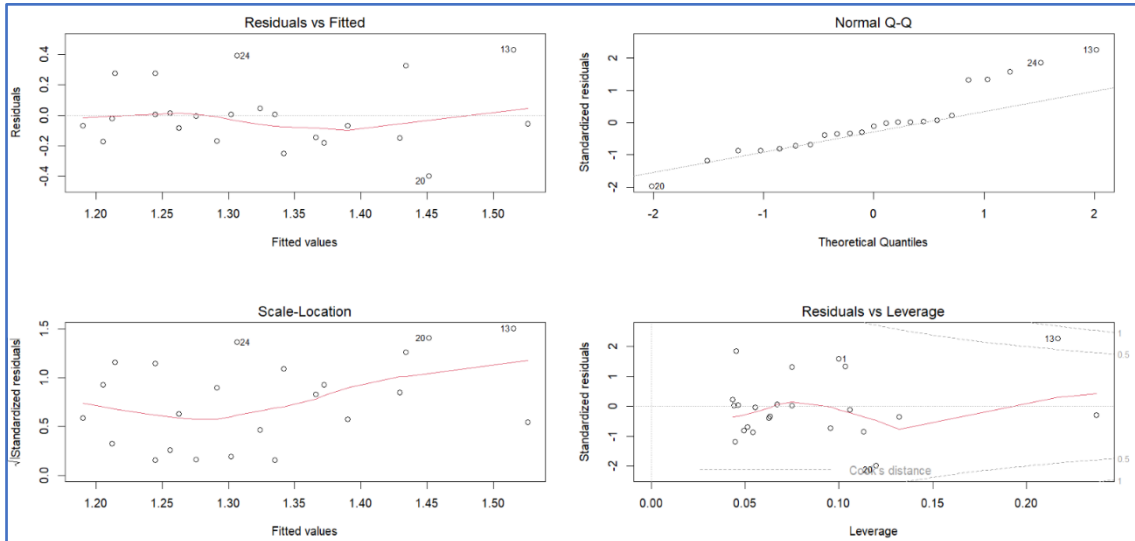 Residuals vs Fitted
Residuals
0.4
0.2
0.0
-0.2
-0.4
24
13
20
1.20 1.25 1.30 1.35 1.40 1.45 1.50
Fitted values
Normal Q-Q
Standardized residuals
2
1
0
-1
-2
13
24
20
-2 -1 0 1 2
Theoretical Quantiles
Scale-Location
√|Standardized residuals|
1.5
1.0
0.5
0.0
24
20
13
1.20 1.25 1.30 1.35 1.40 1.45 1.50
Fitted values
Residuals vs Leverage
Standardized residuals
2
1
0
-1
-2
13
1
20
Cook's distance
1
0.5
0.5
1
0.00 0.05 0.10 0.15 0.20
Leverage